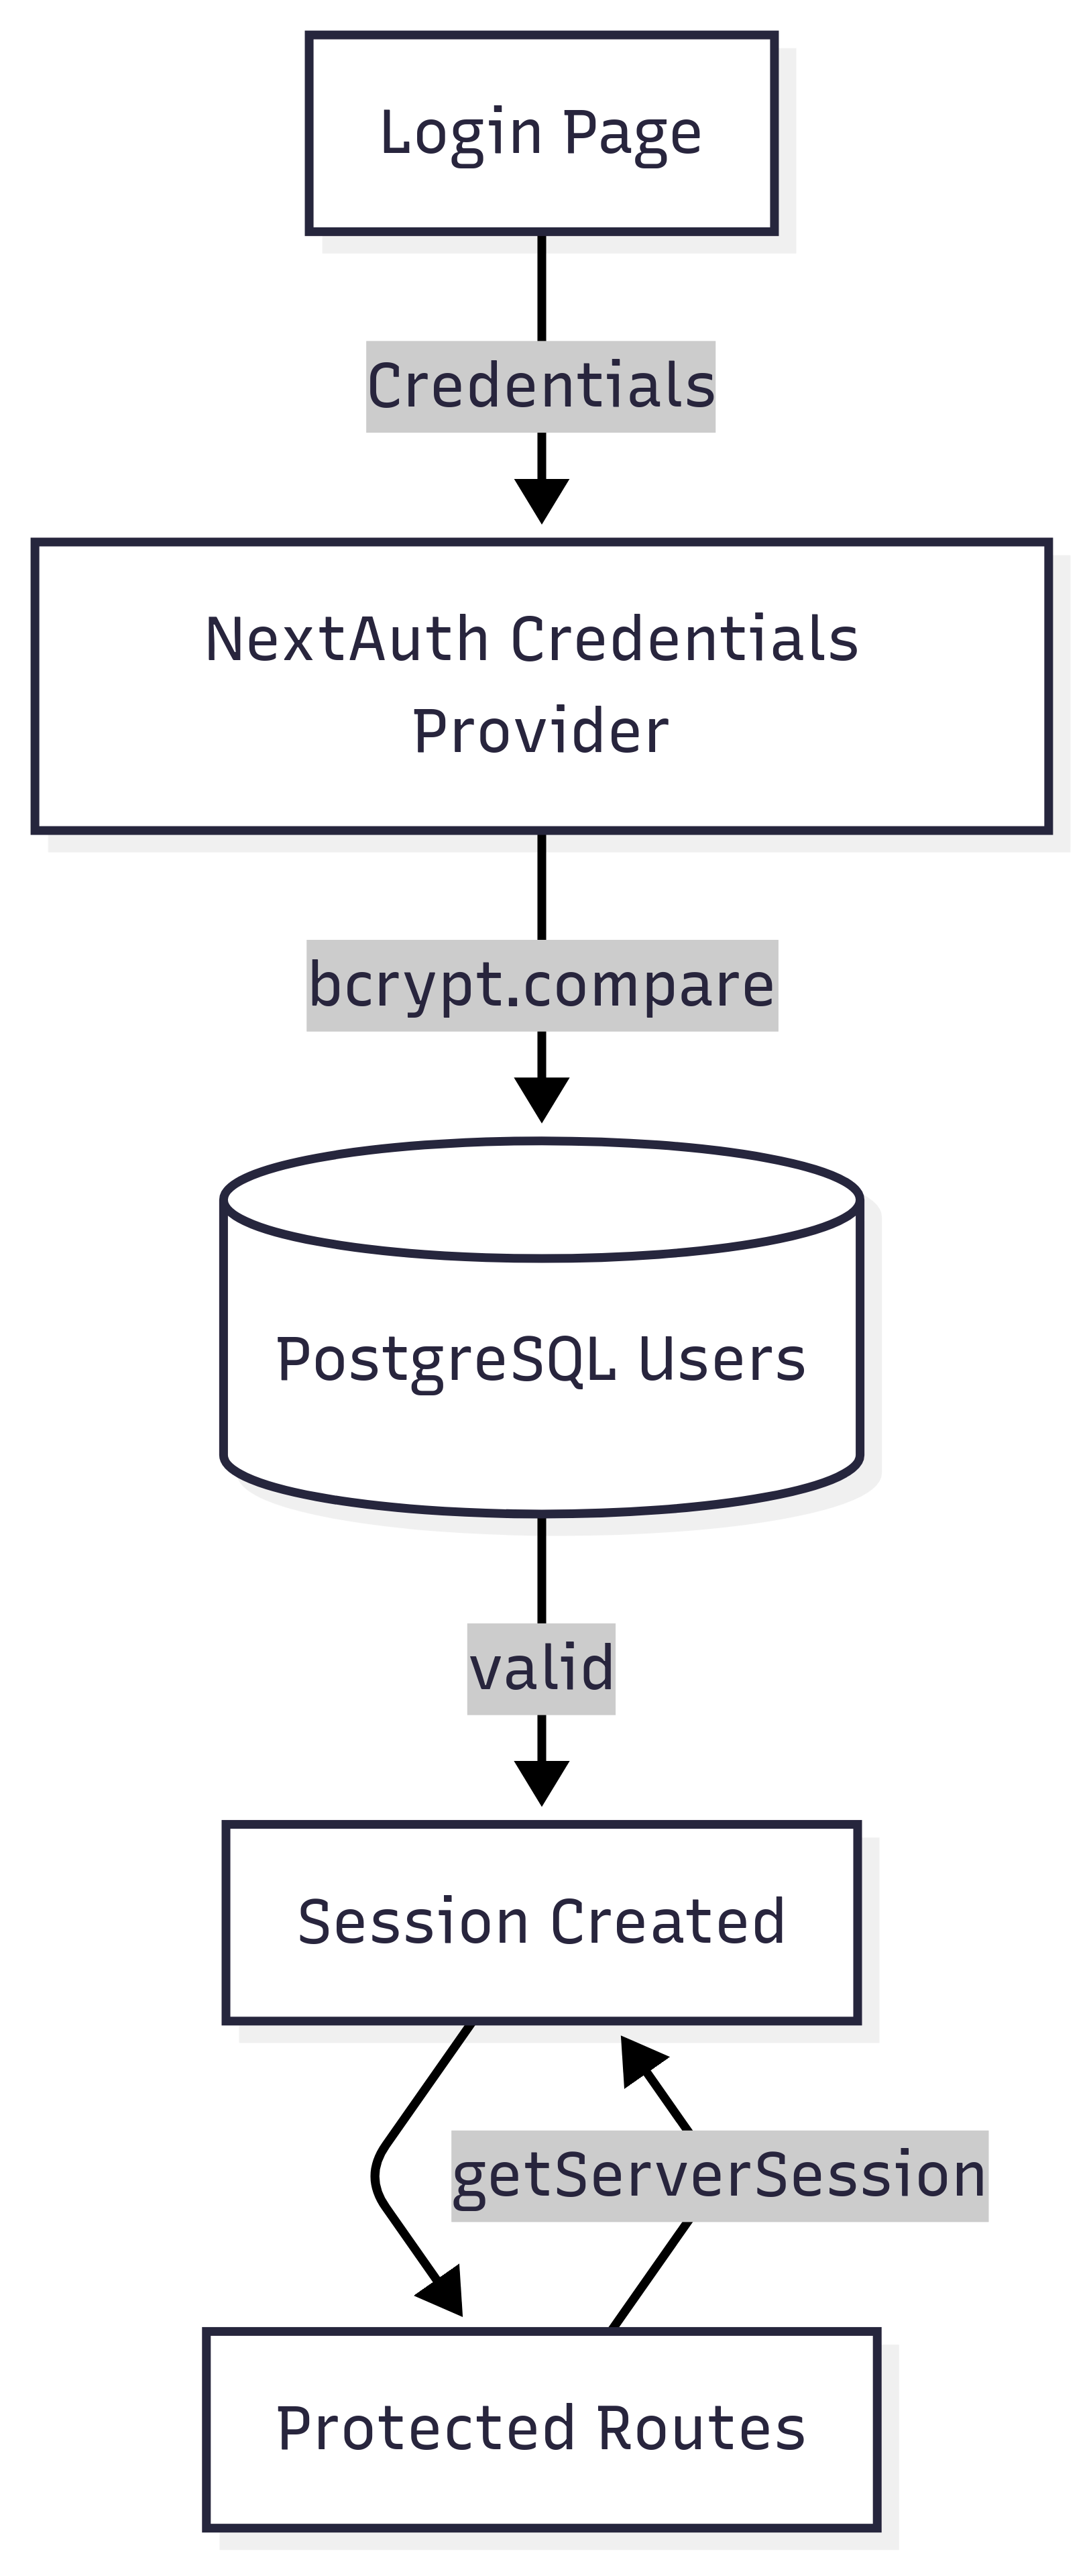 Login Page
Credentials
NextAuth Credentials
Provider
bcrypt.compare
PostgreSQL Users
valid
Session Created
getServerSession
Protected Routes